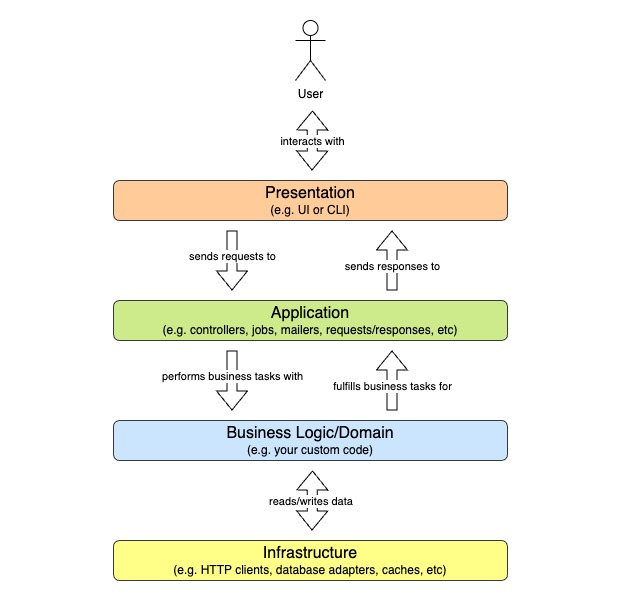 User
interacts with
Presentation
(e.g. UI or CLI)
sends requests to
sends responses to
Application
(e.g. controllers, jobs, mailers, requests/responses, etc)
performs business tasks with
fulfills business tasks for
Business Logic/Domain
(e.g. your custom code)
reads/writes data
Infrastructure
(e.g. HTTP clients, database adapters, caches, etc)